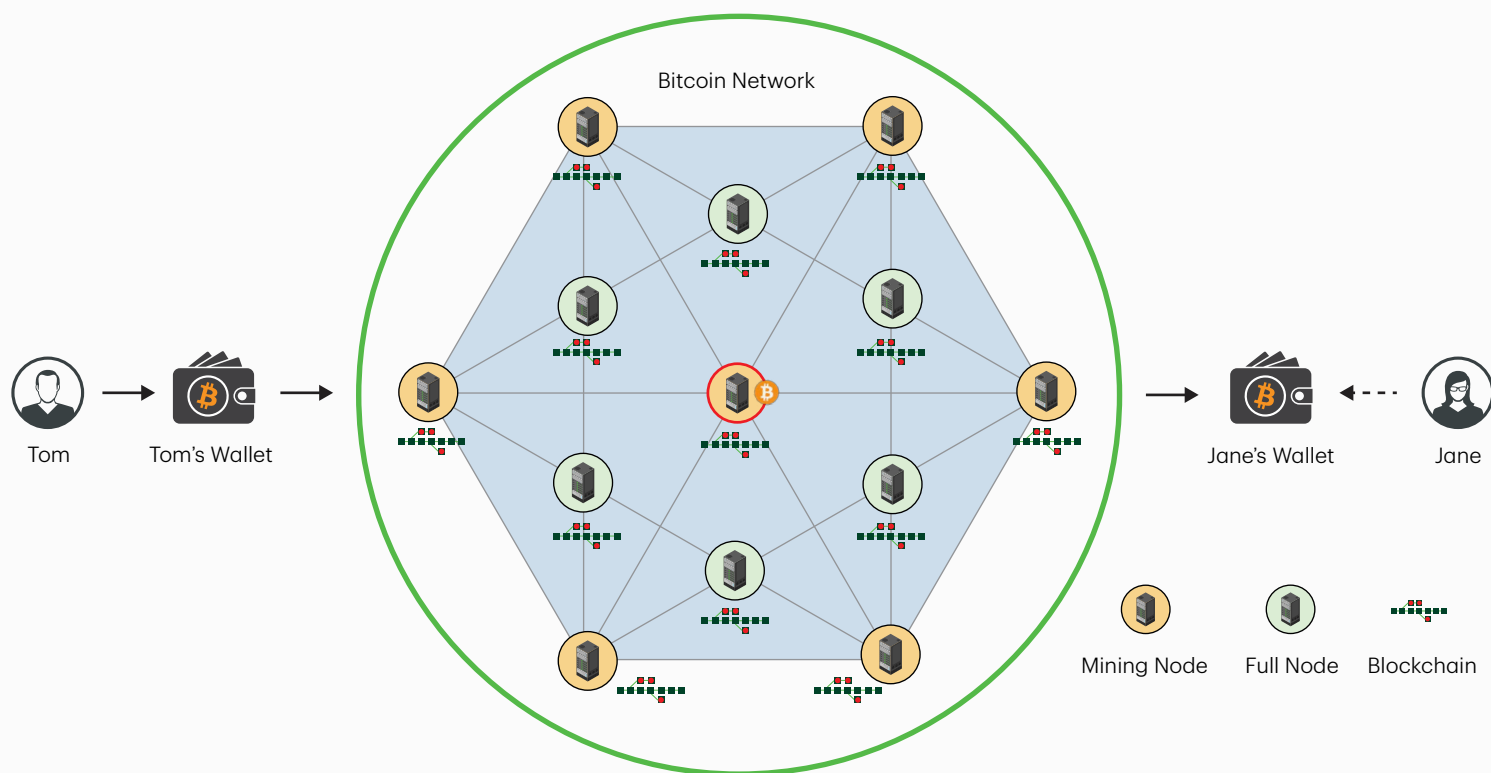 Bitcoin Network
Tom
Tom's Wallet
Jane's Wallet
Jane
Mining Node
Full Node
Blockchain